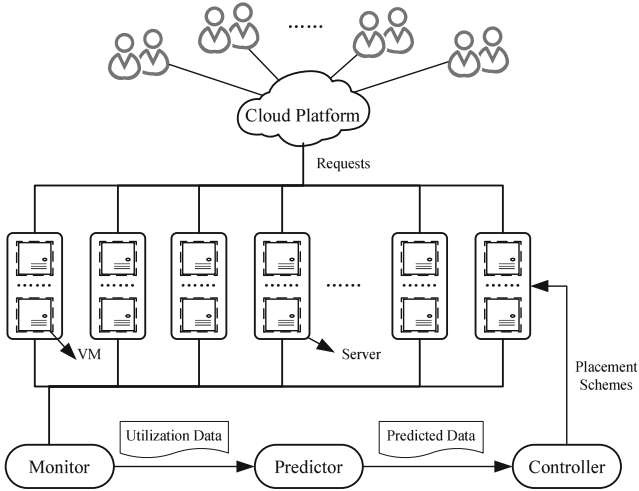 ......
Cloud Platform
Requests
...... ...... ...... ...... ...... ...... ......
VM
Server
Placement
Schemes
Utilization Data
Predicted Data
Monitor
Predictor
Controller